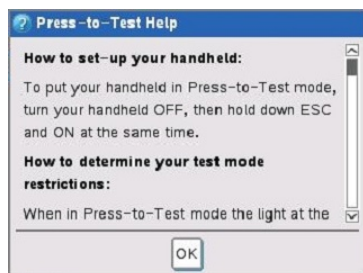 Press-to-Test Help
How to set-up your handheld:
To put your handheld in Press-to-Test mode,
turn your handheld OFF, then hold down ESC
and ON at the same time.
How to determine your test mode
restrictions:
When in Press-to-Test mode the light at the
OK